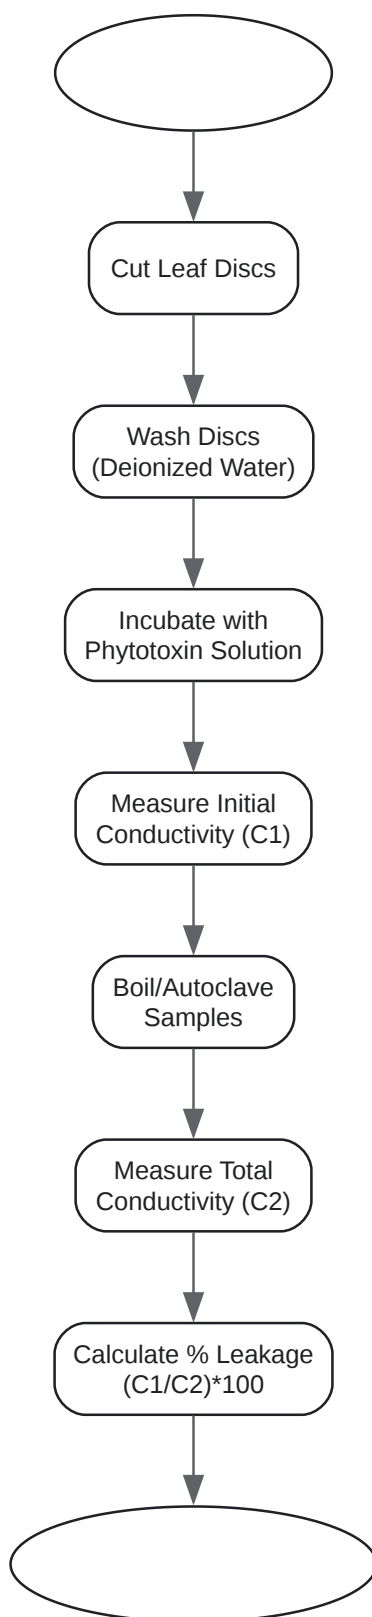 Cut Leaf Discs
Wash Discs
(Deionized Water)
Incubate with
Phytotoxin Solution
Measure Initial
Conductivity (C1)
Boil/Autoclave
Samples
Measure Total
Conductivity (C2)
Calculate % Leakage
(C1/C2)*100